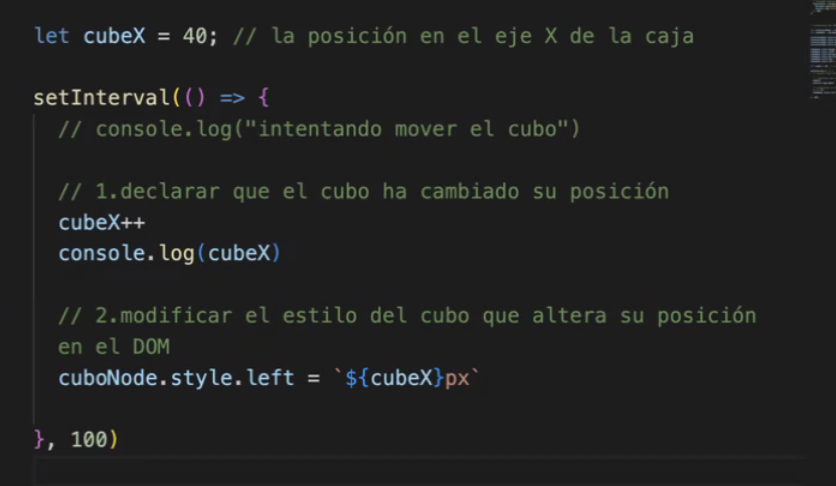 let cubeX = 40; // la posición en el eje X de la caja
setInterval(() => {
// console.log("intentando mover el cubo")
// 1.declarar que el cubo ha cambiado su posición
cubeX++
console.log(cubeX)
// 2.modificar el estilo del cubo que altera su posición
en el DOM
cuboNode.style.left = `${cubeX}px`
}, 100)